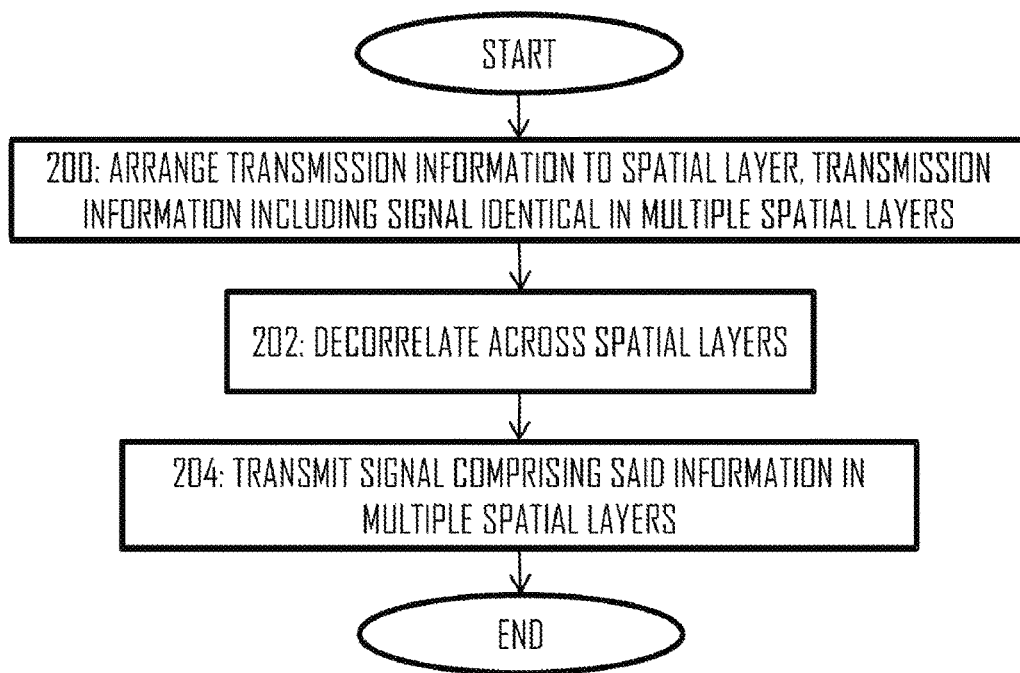 START
200: ARRANGE TRANSMISSION INFORMATION TO SPATIAL LAYER, TRANSMISSION
INFORMATION INCLUDING SIGNAL IDENTICAL IN MULTIPLE SPATIAL LAYERS
202: DECORRELATE ACROSS SPATIAL LAYERS
204: TRANSMIT SIGNAL COMPRISING SAID INFORMATION IN
MULTIPLE SPATIAL LAYERS
END